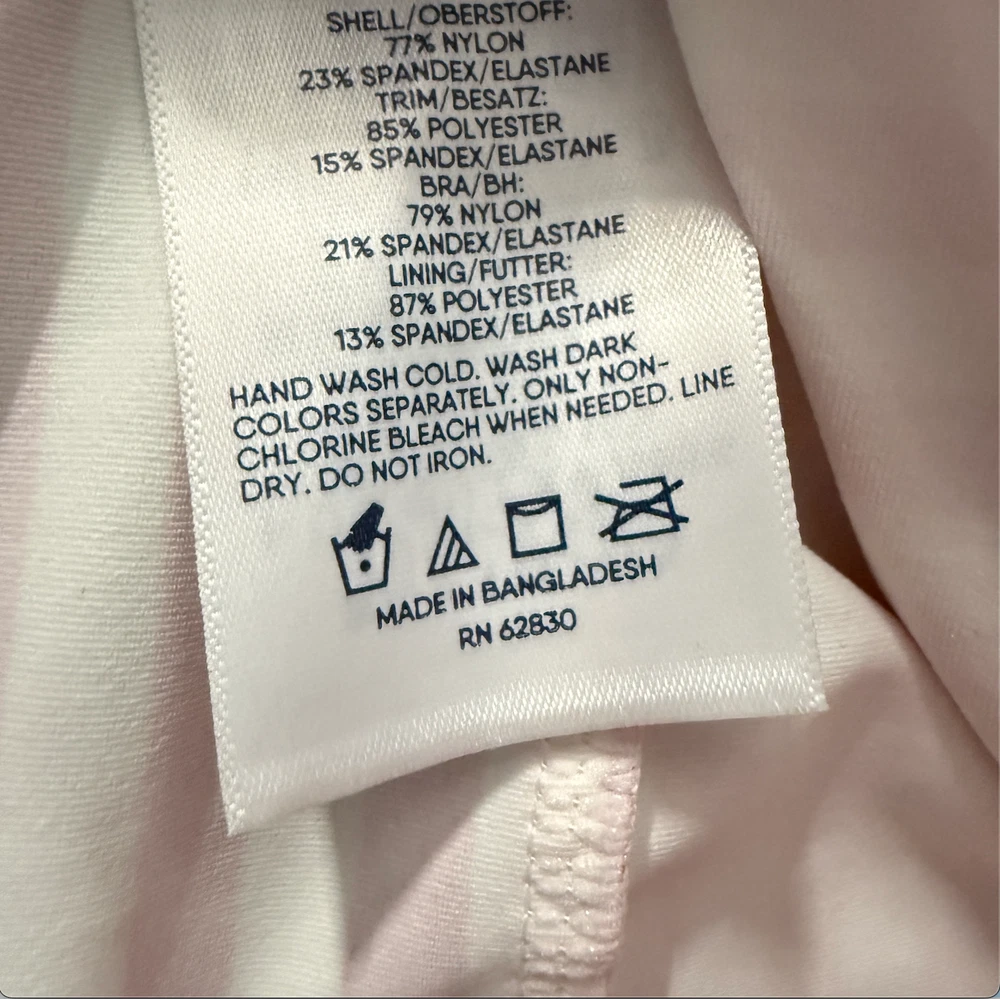 SHELL/OBERSTOFF:
77% NYLON
23% SPANDEX/ELASTANE
TRIM/BESATZ:
85% POLYESTER
15% SPANDEX/ELASTANE
BRA/BH:
79% NYLON
21% SPANDEX/ELASTANE
LINING/FUTTER:
87% POLYESTER
13% SPANDEX/ELASTANE
HAND WASH COLD. WASH DARK
COLORS SEPARATELY. ONLY NON-
CHLORINE BLEACH WHEN NEEDED. LINE
DRY. DO NOT IRON.
MADE IN BANGLADESH
RN 62830